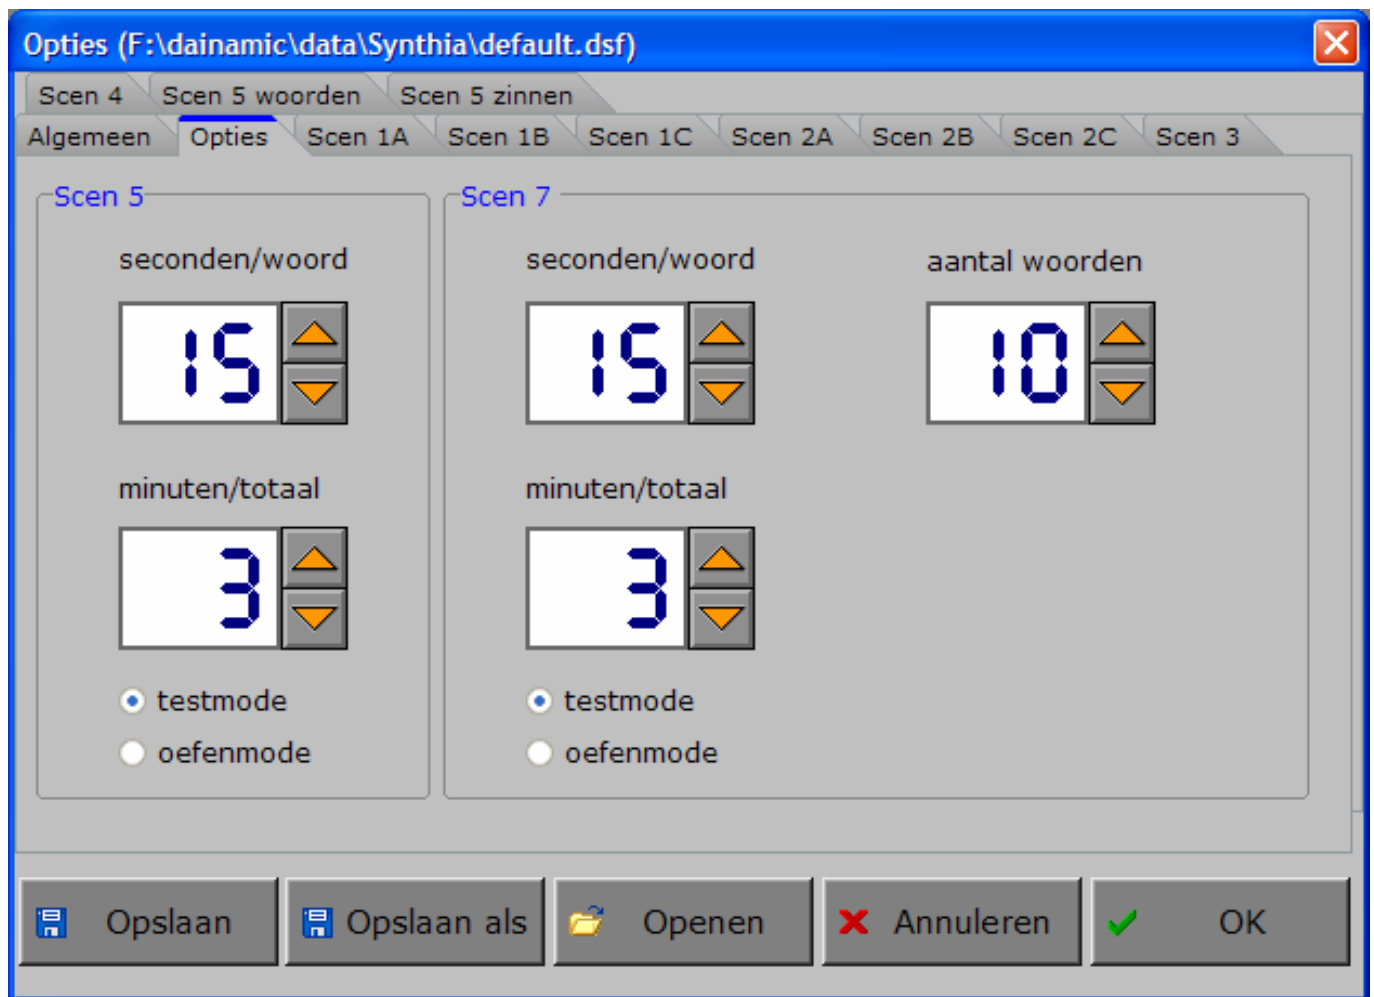 Opties (F:\dainamic\data\Synthia\default.dsf)
Scen 4 Scen 5 woorden Scen 5 zinnen
Algemeen Opties Scen 1A Scen 1B Scen 1C Scen 2A Scen 2B Scen 2C Scen 3
Scen 5 Scen 7
seconden/woord seconden/woord aantal woorden
15 15 10
minuten/totaal minuten/totaal
3 3
testmode testmode
oefenmode oefenmode
Opslaan Opslaan als Openen Annuleren OK